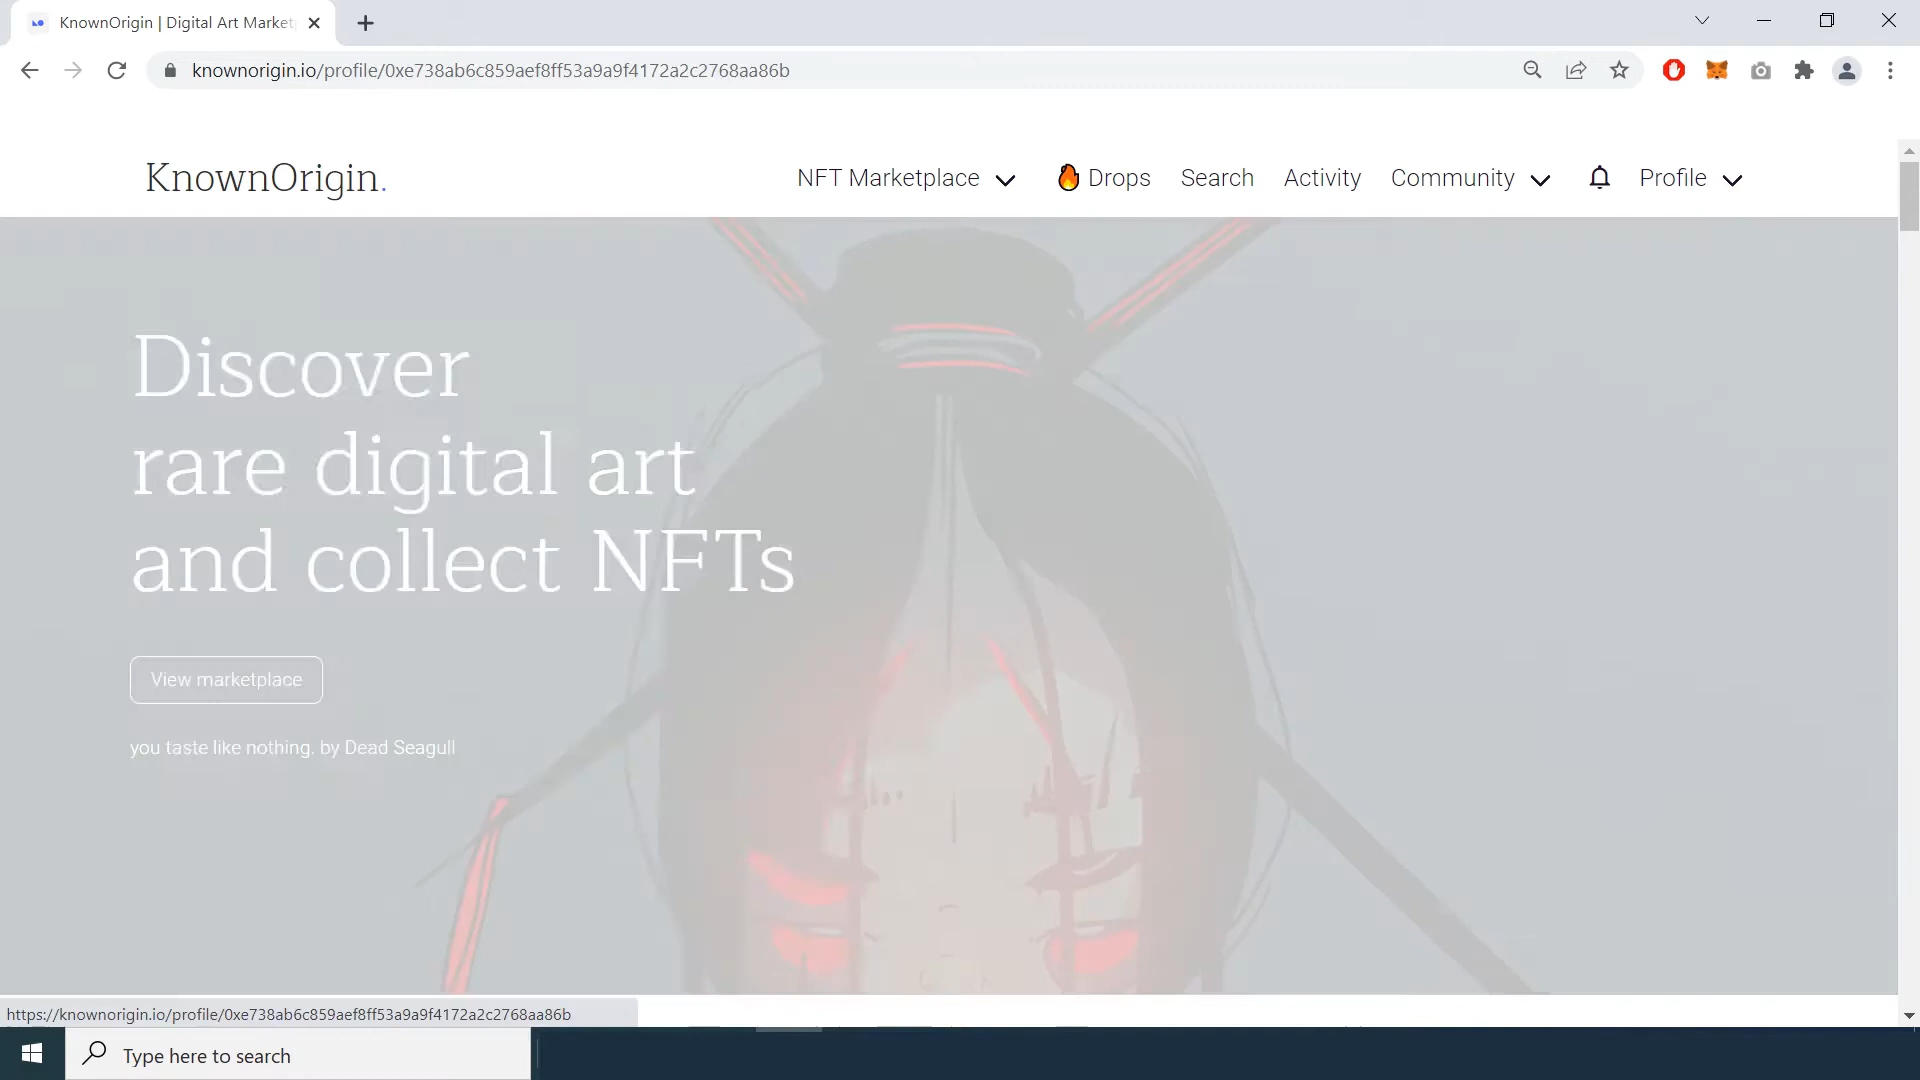 KnownOrigin | Digital Art Market
knownorigin.io/profile/0xe738ab6c859aef8ff53a9a9f4172a2c2768aa86b
KnownOrigin.
NFT Marketplace
Drops
Search
Activity
Community
Profile
Discover
rare digital art
and collect NFTs
View marketplace
you taste like nothing. by Dead Seagull
https://knownorigin.io/profile/0xe738ab6c859aef8ff53a9a9f4172a2c2768aa86b
Type here to search